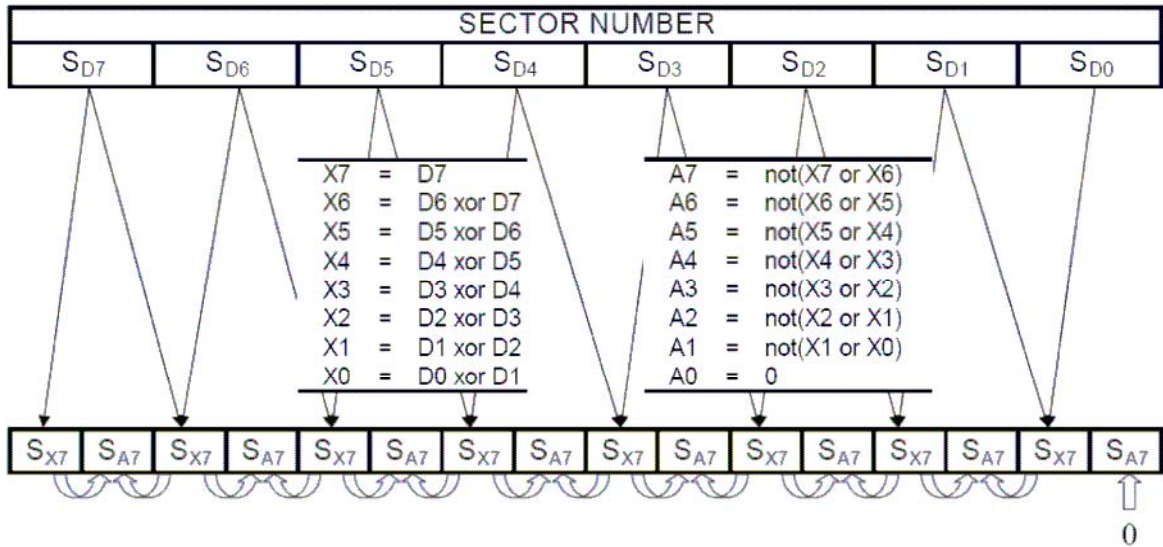 SECTOR NUMBER
SD7 SD6 SD5 SD4 SD3 SD2 SD1 SD0
X7 = D7
X6 = D6 xor D7
X5 = D5 xor D6
X4 = D4 xor D5
X3 = D3 xor D4
X2 = D2 xor D3
X1 = D1 xor D2
X0 = D0 xor D1
A7 = not(X7 or X6)
A6 = not(X6 or X5)
A5 = not(X5 or X4)
A4 = not(X4 or X3)
A3 = not(X3 or X2)
A2 = not(X2 or X1)
A1 = not(X1 or X0)
A0 = 0
SX7 SA7 SX7 SA7 SX7 SA7 SX7 SA7 SX7 SA7 SX7 SA7 SX7 SA7 SX7 SA7
0